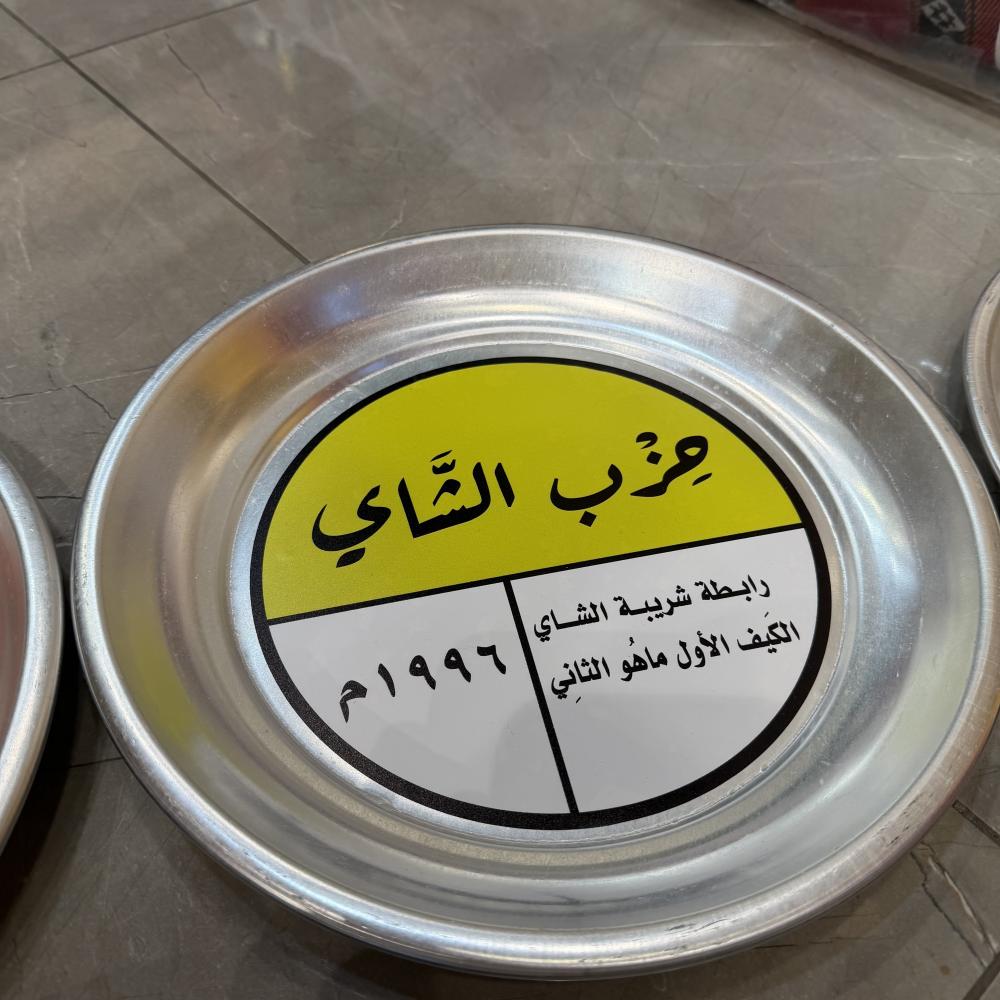 حِزْب الشَّاي
رابطة شريبة الشاي
الكَيف الأول ماهُو الثانِي
١٩٩٦م